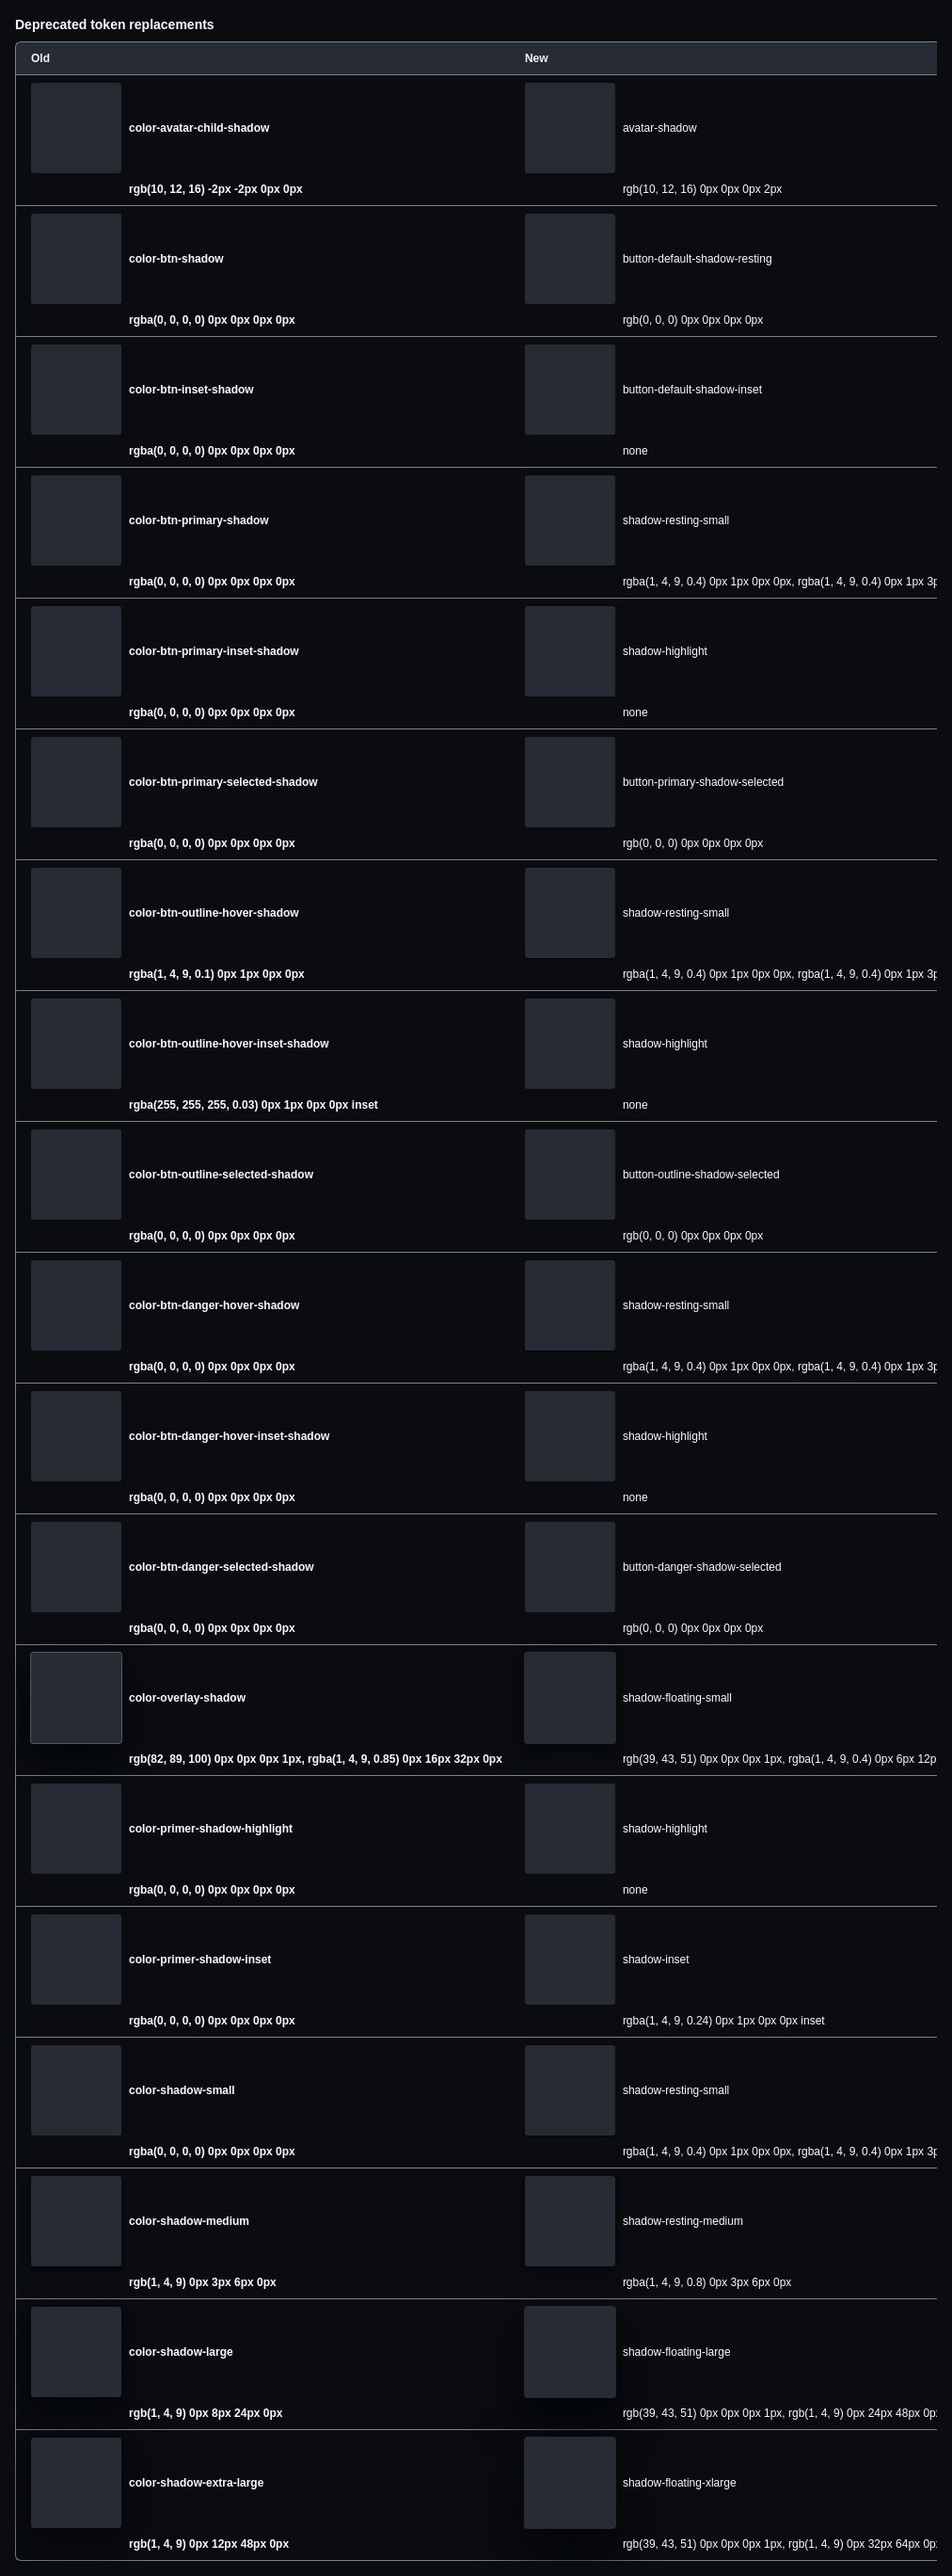 Deprecated token replacements
Old New
color-avatar-child-shadow avatar-shadow
rgb(10, 12, 16) -2px -2px 0px 0px rgb(10, 12, 16) 0px 0px 0px 2px
color-btn-shadow button-default-shadow-resting
rgba(0, 0, 0, 0) 0px 0px 0px 0px rgb(0, 0, 0) 0px 0px 0px 0px
color-btn-inset-shadow button-default-shadow-inset
rgba(0, 0, 0, 0) 0px 0px 0px 0px none
color-btn-primary-shadow shadow-resting-small
rgba(0, 0, 0, 0) 0px 0px 0px 0px rgba(1, 4, 9, 0.4) 0px 1px 0px 0px, rgba(1, 4, 9, 0.4) 0px 1px
color-btn-primary-inset-shadow shadow-highlight
rgba(0, 0, 0, 0) 0px 0px 0px 0px none
color-btn-primary-selected-shadow button-primary-shadow-selected
rgba(0, 0, 0, 0) 0px 0px 0px 0px rgb(0, 0, 0) 0px 0px 0px 0px
color-btn-outline-hover-shadow shadow-resting-small
rgba(1, 4, 9, 0.1) 0px 1px 0px 0px rgba(1, 4, 9, 0.4) 0px 1px 0px 0px, rgba(1, 4, 9, 0.4) 0px 1px
color-btn-outline-hover-inset-shadow shadow-highlight
rgba(255, 255, 255, 0.03) 0px 1px 0px 0px inset none
color-btn-outline-selected-shadow button-outline-shadow-selected
rgba(0, 0, 0, 0) 0px 0px 0px 0px rgb(0, 0, 0) 0px 0px 0px 0px
color-btn-danger-hover-shadow shadow-resting-small
rgba(0, 0, 0, 0) 0px 0px 0px 0px rgba(1, 4, 9, 0.4) 0px 1px 0px 0px, rgba(1, 4, 9, 0.4) 0px 1px
color-btn-danger-hover-inset-shadow shadow-highlight
rgba(0, 0, 0, 0) 0px 0px 0px 0px none
color-btn-danger-selected-shadow button-danger-shadow-selected
rgba(0, 0, 0, 0) 0px 0px 0px 0px rgb(0, 0, 0) 0px 0px 0px 0px
color-overlay-shadow shadow-floating-small
rgb(82, 89, 100) 0px 0px 0px 1px, rgba(1, 4, 9, 0.85) 0px 16px 32px 0px rgb(39, 43, 51) 0px 0px 0px 1px, rgba(1, 4, 9, 0.4) 0px 6px
color-primer-shadow-highlight shadow-highlight
rgba(0, 0, 0, 0) 0px 0px 0px 0px none
color-primer-shadow-inset shadow-inset
rgba(0, 0, 0, 0) 0px 0px 0px 0px rgba(1, 4, 9, 0.24) 0px 1px 0px 0px inset
color-shadow-small shadow-resting-small
rgba(0, 0, 0, 0) 0px 0px 0px 0px rgba(1, 4, 9, 0.4) 0px 1px 0px 0px, rgba(1, 4, 9, 0.4) 0px 1px
color-shadow-medium shadow-resting-medium
rgb(1, 4, 9) 0px 3px 6px 0px rgba(1, 4, 9, 0.8) 0px 3px 6px 0px
color-shadow-large shadow-floating-large
rgb(1, 4, 9) 0px 8px 24px 0px rgb(39, 43, 51) 0px 0px 0px 1px, rgb(1, 4, 9) 0px 24px 48px
color-shadow-extra-large shadow-floating-xlarge
rgb(1, 4, 9) 0px 12px 48px 0px rgb(39, 43, 51) 0px 0px 0px 1px, rgb(1, 4, 9) 0px 32px 64px